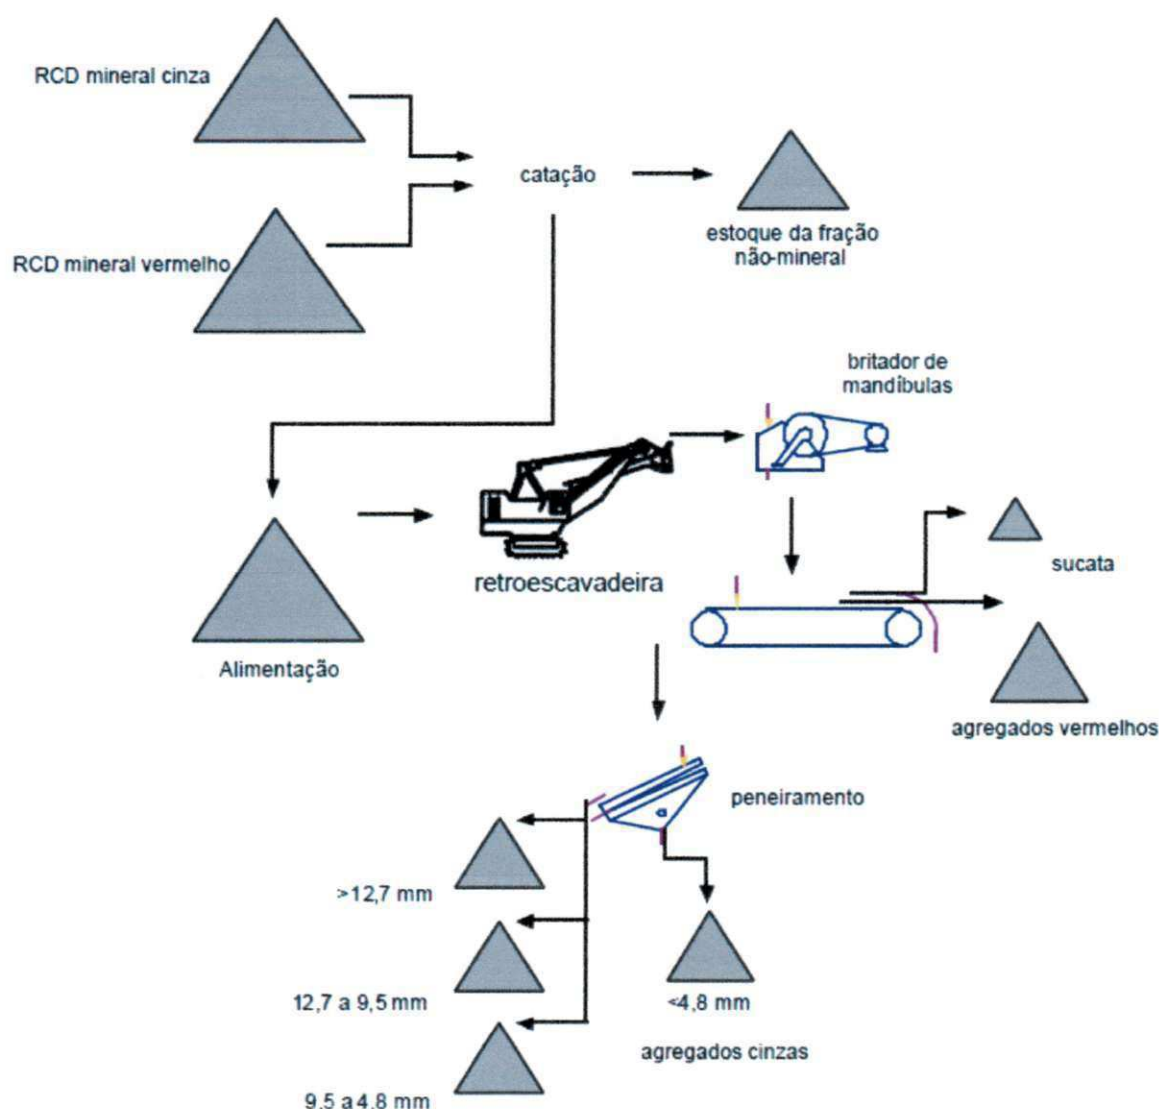 RCD mineral cinza
catação
estoque da fração
não-mineral
RCD mineral vermelho
britador de
mandíbulas
retroescavadeira
sucata
Alimentação
agregados vermelhos
peneiramento
>12,7 mm
12,7 a 9,5 mm
<4,8 mm
agregados cinzas
9,5 a 4,8 mm